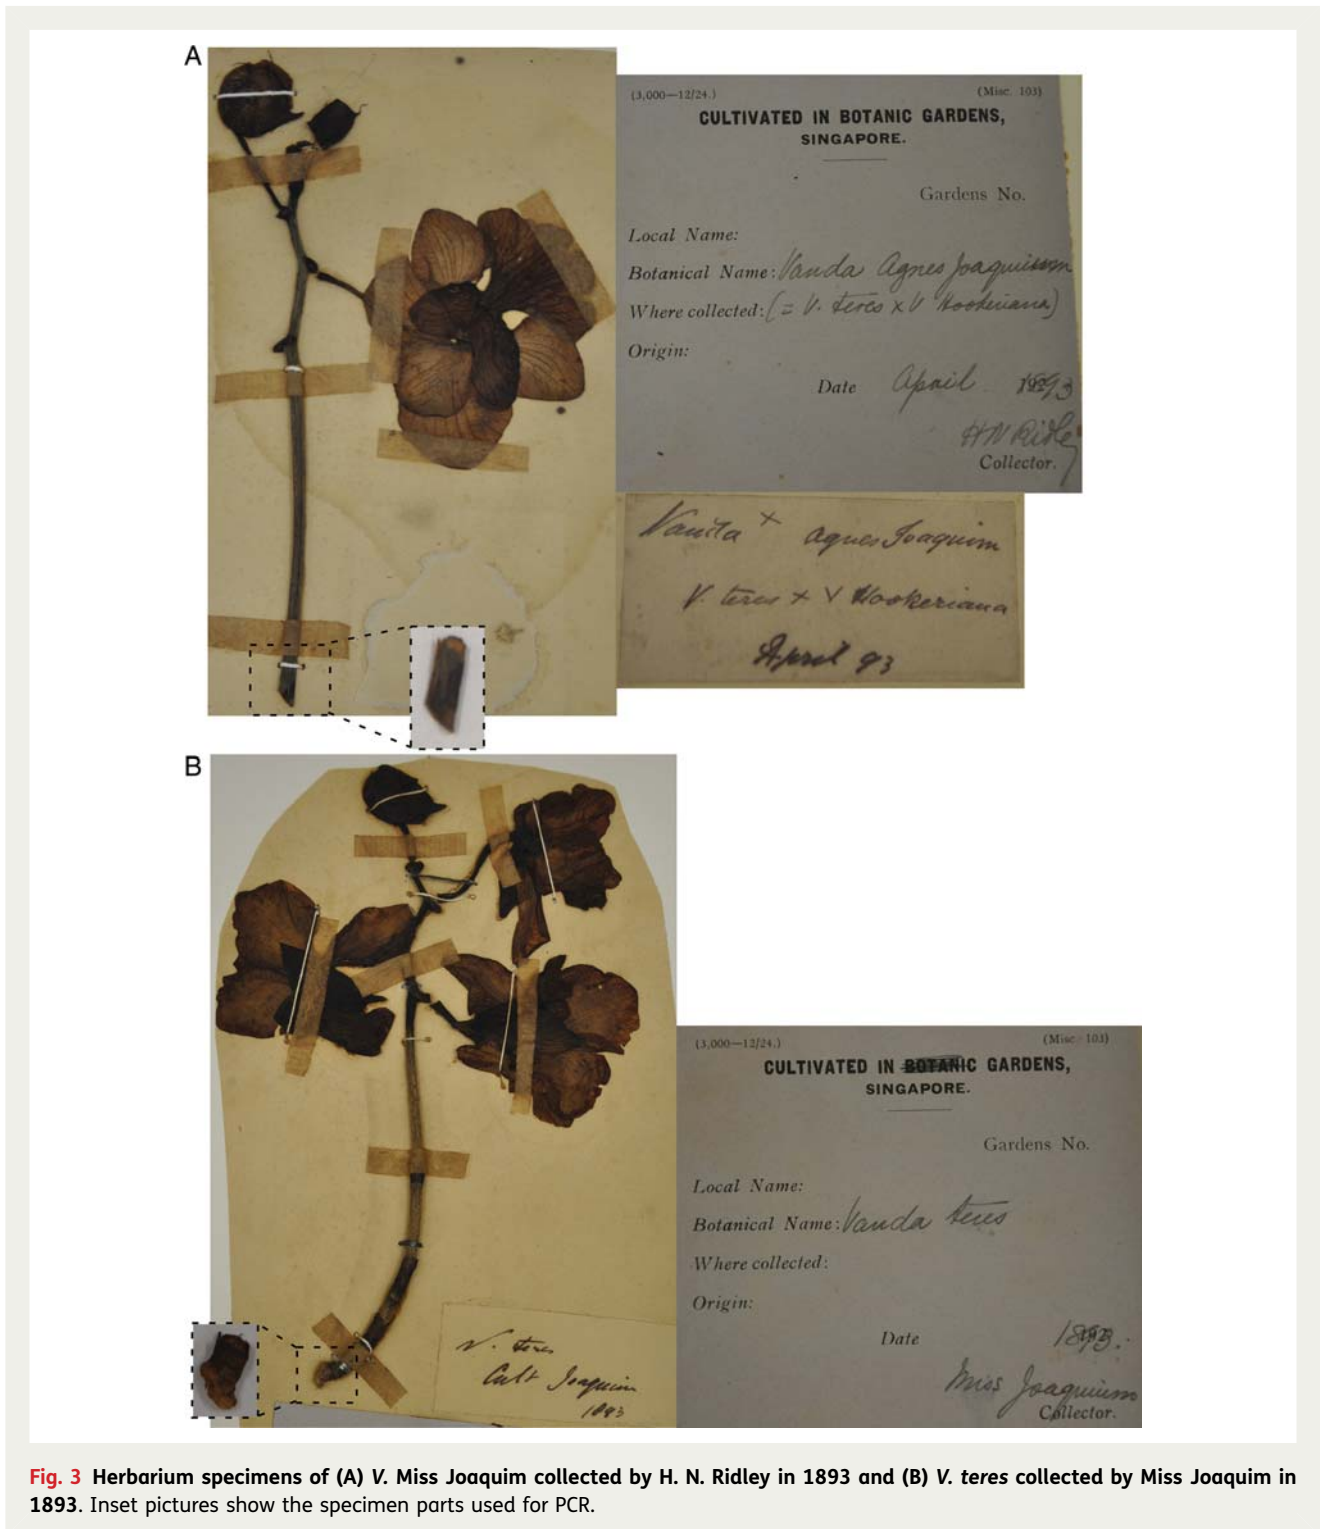 A
(3,000—12/24.) (Misc. 103)
CULTIVATED IN BOTANIC GARDENS,
SINGAPORE.
Gardens No.
Local Name:
Botanical Name: Vanda Agnes Joaquium
Where collected: (= V. teres x V Hookeriana)
Origin:
Date April 1893
HN Ridley
Collector.
Vanda x agnes Joaquim
V. teres x V Hookeriana
April 93
B
V. teres
Cult Joaquim
1893
(3,000—12/24.) (Misc. 103)
CULTIVATED IN BOTANIC GARDENS,
SINGAPORE.
Gardens No.
Local Name:
Botanical Name: Vanda teres
Where collected:
Origin:
Date 1893.
Miss Joaquium
Collector.
Fig. 3 Herbarium specimens of (A) V. Miss Joaquim collected by H. N. Ridley in 1893 and (B) V. teres collected by Miss Joaquim in
1893. Inset pictures show the specimen parts used for PCR.